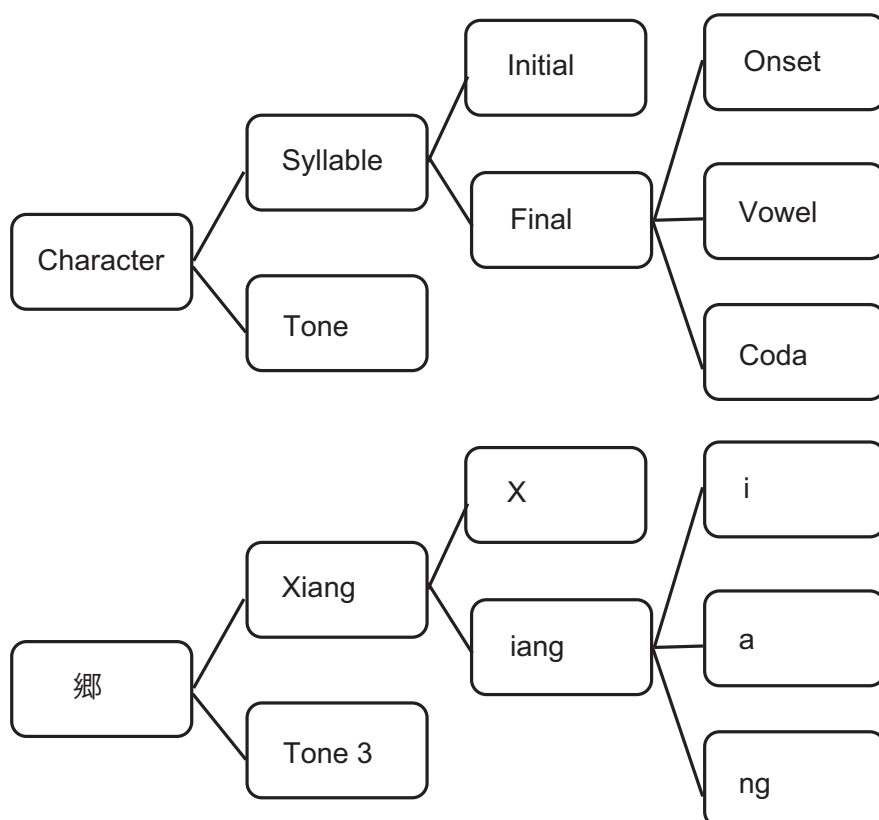 Character
Syllable
Tone
Initial
Final
Onset
Vowel
Coda
鄉
Xiang
Tone 3
X
iang
i
a
ng